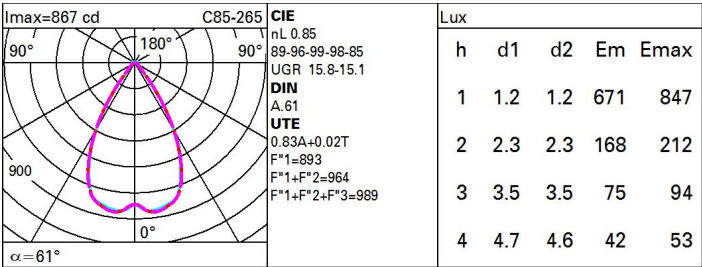 Imax=867 cd C85-265
90° 180° 90°
900
0°
α=61°
CIE
nL 0.85
89-96-99-98-85
UGR 15.8-15.1
DIN
A.61
UTE
0.83A+0.02T
F"1=893
F"1+F"2=964
F"1+F"2+F"3=989
Lux
h d1 d2 Em Emax
1 1.2 1.2 671 847
2 2.3 2.3 168 212
3 3.5 3.5 75 94
4 4.7 4.6 42 53